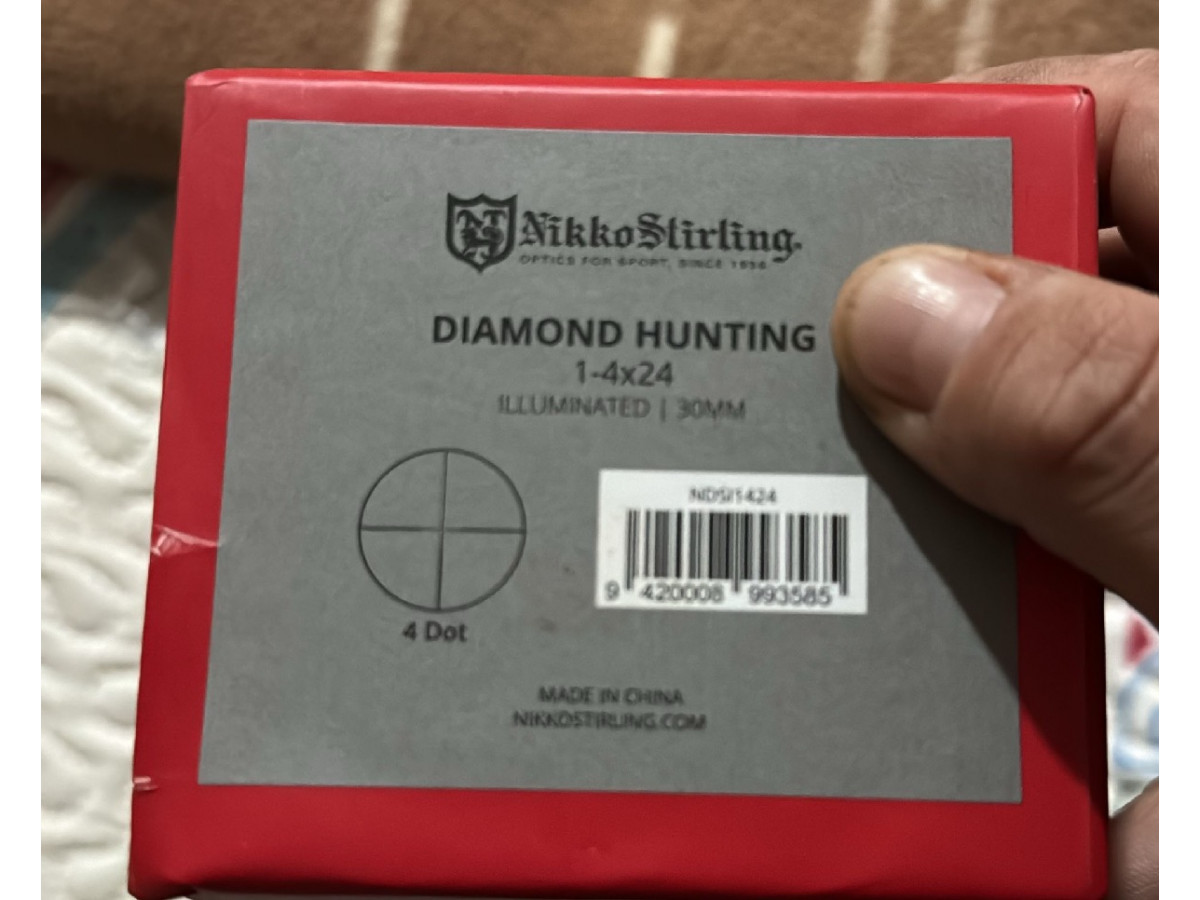 NT
NikkoStirling.
OPTICS FOR SPORT, SINCE 1956
DIAMOND HUNTING
1-4x24
ILLUMINATED | 30MM
NDSI1424
9 420008 993585
4 Dot
MADE IN CHINA
NIKKOSTIRLING.COM